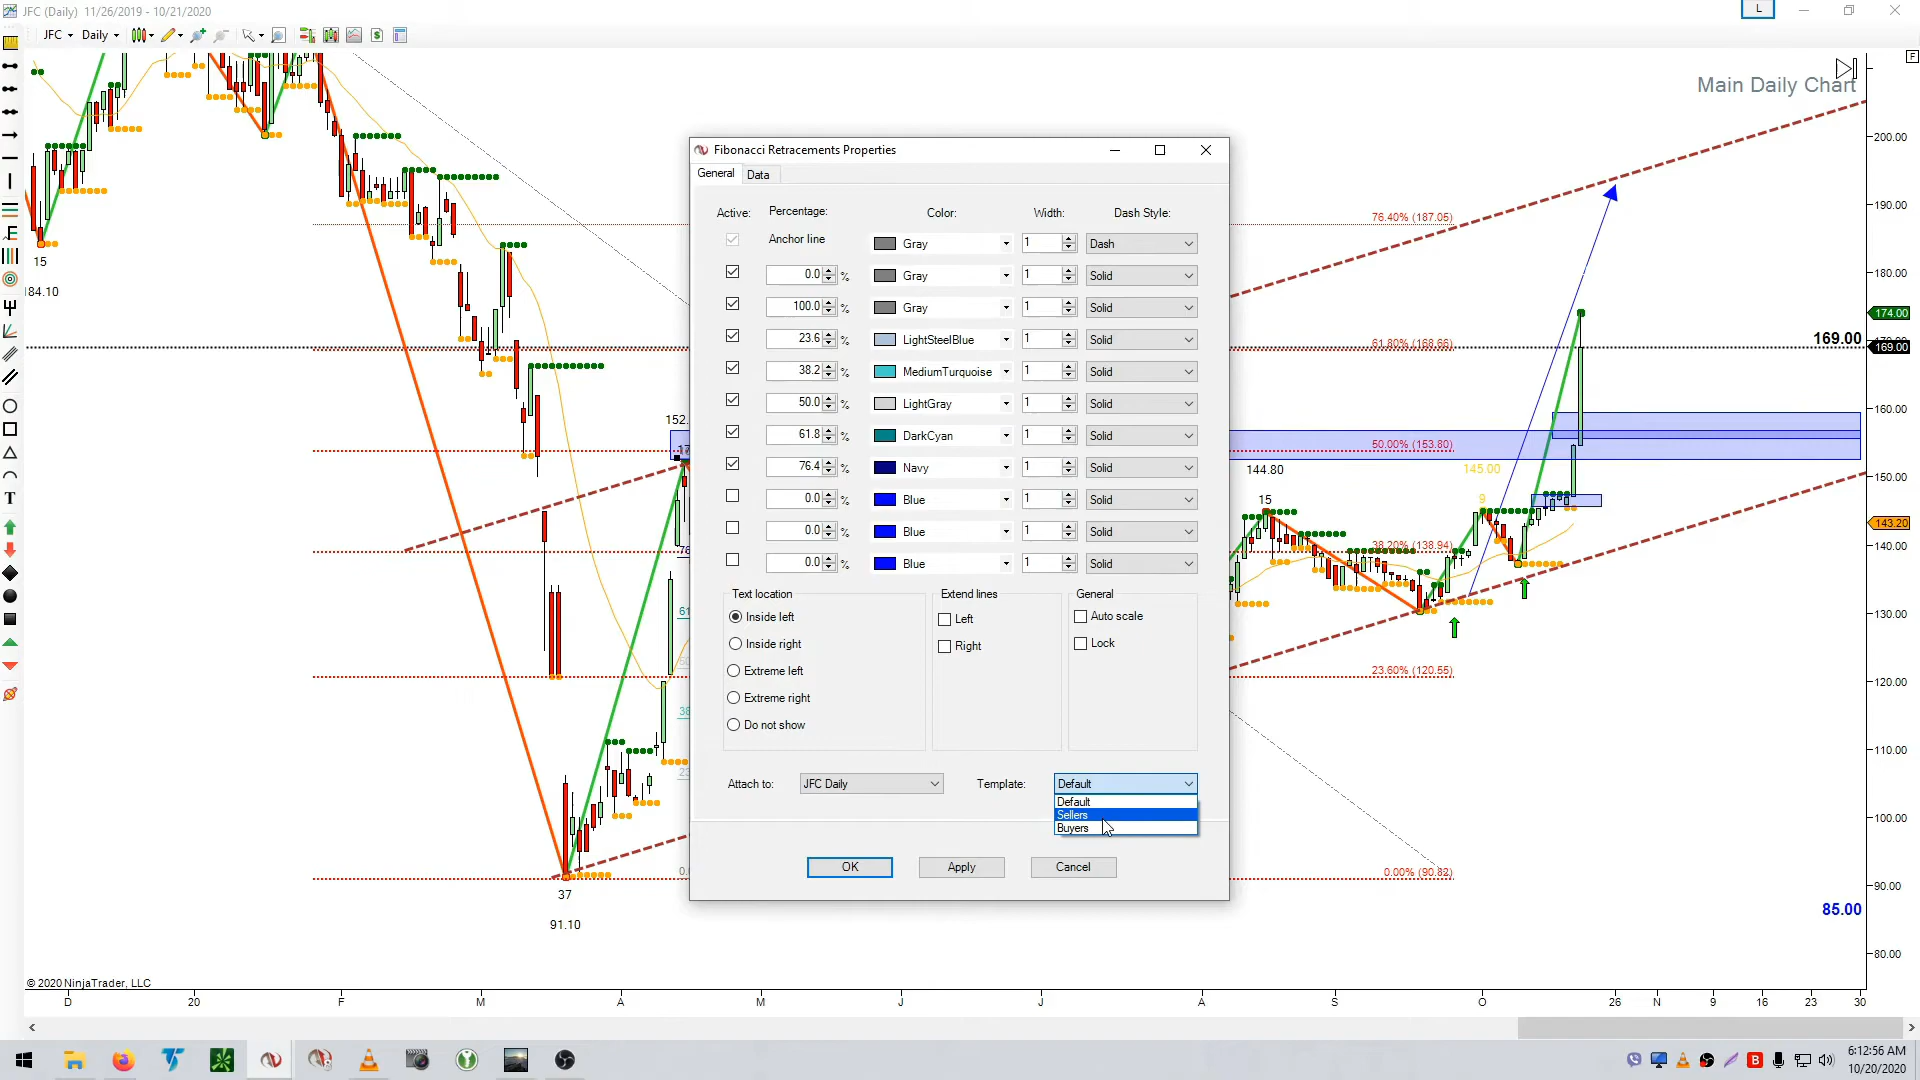 JFC (Daily)  11/26/2019 - 10/21/2020
L
JFC
Daily
F
Main Daily Chart
Fibonacci Retracements Properties
General
Data
Active:
Percentage:
Color:
Width:
Dash Style:
Anchor line
Gray
1
Dash
0.0 %
Gray
1
Solid
100.0 %
Gray
1
Solid
23.6 %
LightSteelBlue
1
Solid
38.2 %
MediumTurquoise
1
Solid
50.0 %
LightGray
1
Solid
61.8 %
DarkCyan
1
Solid
76.4 %
Navy
1
Solid
0.0 %
Blue
1
Solid
0.0 %
Blue
1
Solid
0.0 %
Blue
1
Solid
Text location
Inside left
Inside right
Extreme left
Extreme right
Do not show
Extend lines
Left
Right
General
Auto scale
Lock
Attach to:
JFC Daily
Template:
Default
Default
Sellers
Buyers
OK
Apply
Cancel
15
37
91.10
76.40% (187.05)
61.80% (168.66)
50.00% (153.80)
38.20% (138.94)
23.60% (120.55)
0.00% (90.82)
144.80
15
145.00
9
169.00
85.00
200.00
190.00
180.00
174.00
169.00
160.00
150.00
143.20
140.00
130.00
120.00
110.00
100.00
90.00
80.00
© 2020 NinjaTrader, LLC
D
20
F
M
A
M
J
J
A
S
O
26
N
9
16
23
30
T
6:12:56 AM
10/20/2020